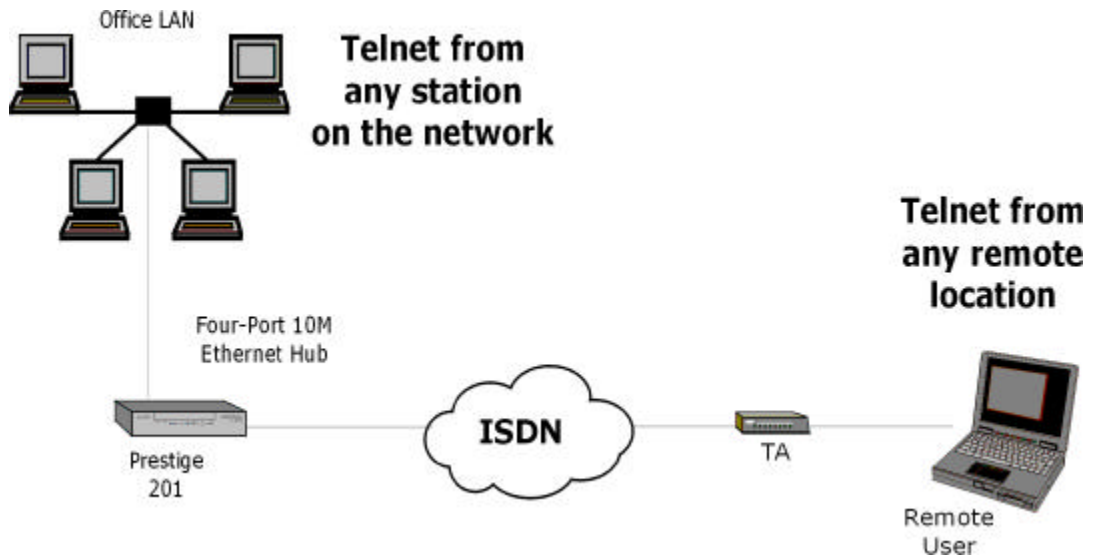 Office LAN
Telnet from
any station
on the network
Telnet from
any remote
location
Four-Port 10M
Ethernet Hub
ISDN
Prestige
201
TA
Remote
User